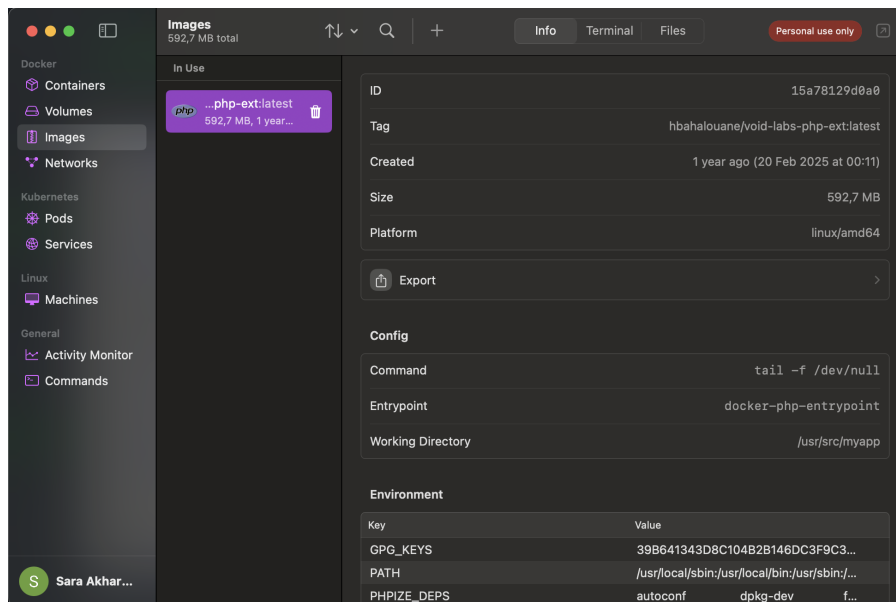 Images
592,7 MB total
Info
Terminal
Files
Personal use only
Docker
Containers
Volumes
Images
Networks
Kubernetes
Pods
Services
Linux
Machines
General
Activity Monitor
Commands
S
Sara Akhar...
In Use
php
...php-ext:latest
592,7 MB, 1 year...
ID 15a78129d0a0
Tag hbahalouane/void-labs-php-ext:latest
Created 1 year ago (20 Feb 2025 at 00:11)
Size 592,7 MB
Platform linux/amd64
Export
Config
Command tail -f /dev/null
Entrypoint docker-php-entrypoint
Working Directory /usr/src/myapp
Environment
Key Value
GPG_KEYS 39B641343D8C104B2B146DC3F9C3...
PATH /usr/local/sbin:/usr/local/bin:/usr/sbin:/...
PHPIZE_DEPS autoconf dpkg-dev f...